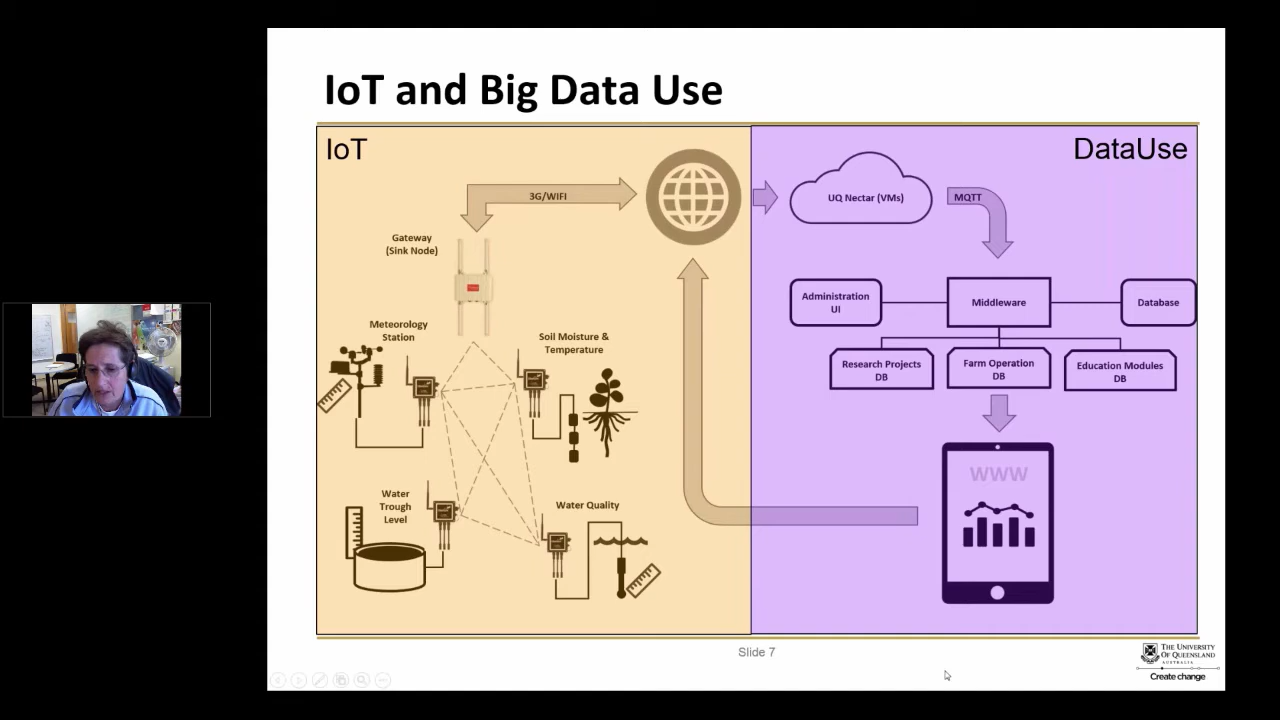 IoT and Big Data Use
IoT
DataUse
3G/WIFI
UQ Nectar (VMs)
MQTT
Gateway
(Sink Node)
Meteorology
Station
Soil Moisture &
Temperature
Water
Trough
Level
Water Quality
Administration
UI
Middleware
Database
Research Projects
DB
Farm Operation
DB
Education Modules
DB
WWW
Slide 7
THE UNIVERSITY
OF QUEENSLAND
AUSTRALIA
Create change